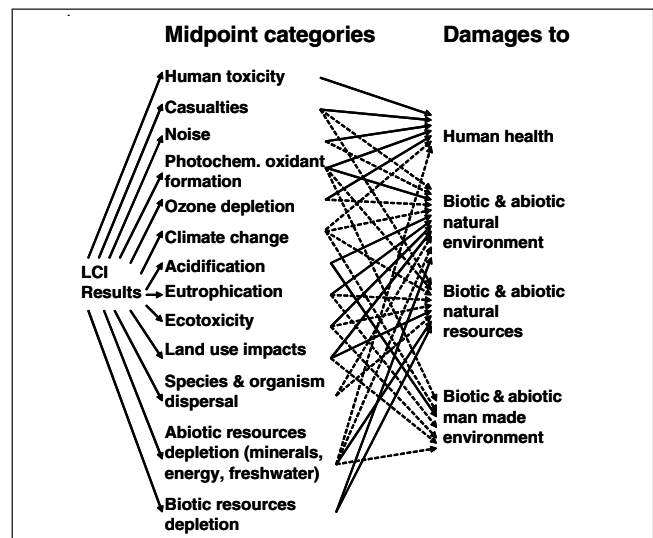 Midpoint categories
Damages to
Human toxicity
Casualties
Noise
Photochem. oxidant
formation
Ozone depletion
Climate change
Acidification
Eutrophication
Ecotoxicity
Land use impacts
Species & organism
dispersal
Abiotic resources
depletion (minerals,
energy, freshwater)
Biotic resources
depletion
LCI
Results
Human health
Biotic & abiotic
natural
environment
Biotic & abiotic
natural
resources
Biotic & abiotic
man made
environment